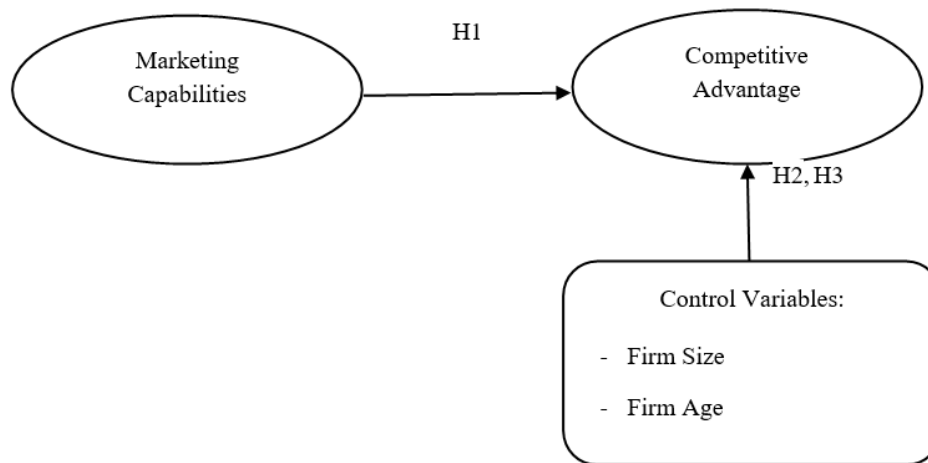 H1
Marketing
Capabilities
Competitive
Advantage
H2, H3
Control Variables:
- Firm Size
- Firm Age